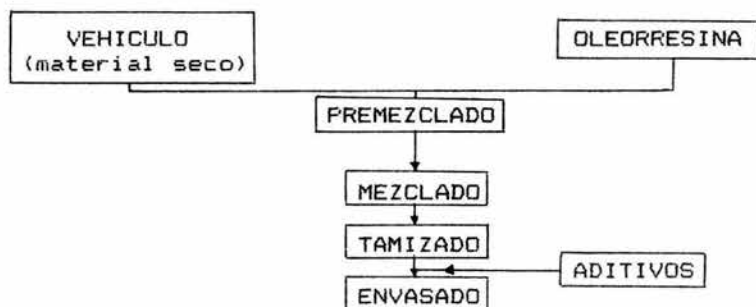 VEHICULO
(material seco)
OLEORRESINA
PREMEZCLADO
MEZCLADO
TAMIZADO
ADITIVOS
ENVASADO